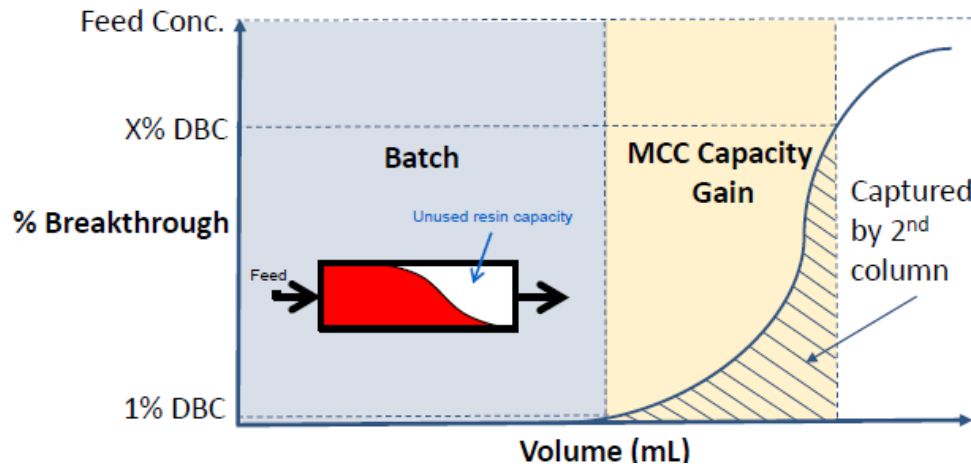 Feed Conc.
X% DBC
Batch
MCC Capacity
Gain
Unused resin capacity
% Breakthrough
Captured
by 2nd
column
Feed
1% DBC
Volume (mL)